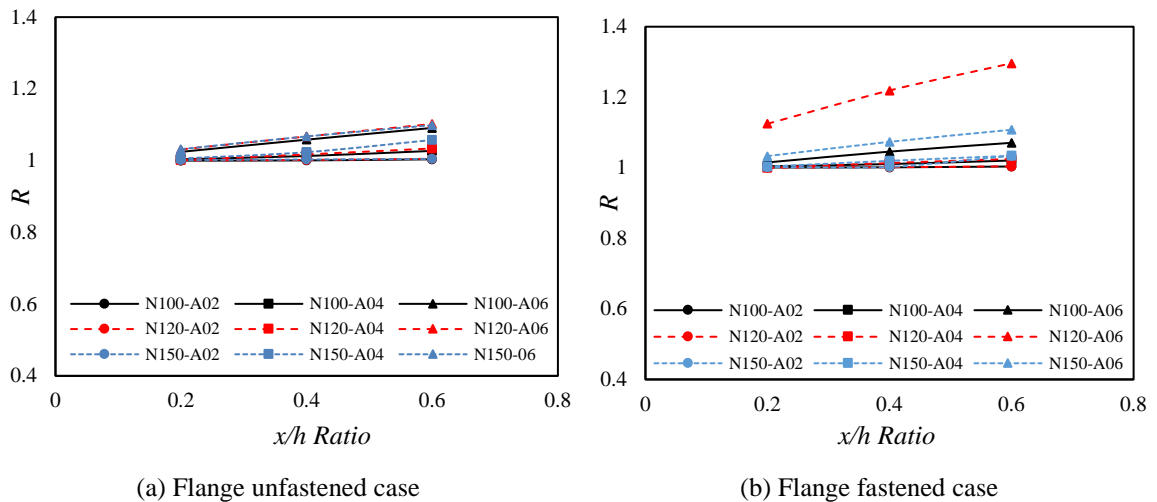 1.4
1.2
1
0.8
0.6
0.4
R
N100-A02 N100-A04 N100-A06
N120-A02 N120-A04 N120-A06
N150-A02 N150-A04 N150-06
0 0.2 0.4 0.6 0.8
x/h Ratio
(a) Flange unfastened case
1.4
1.2
1
0.8
0.6
0.4
R
N100-A02 N100-A04 N100-A06
N120-A02 N120-A04 N120-A06
N150-A02 N150-A04 N150-A06
0 0.2 0.4 0.6 0.8
x/h Ratio
(b) Flange fastened case